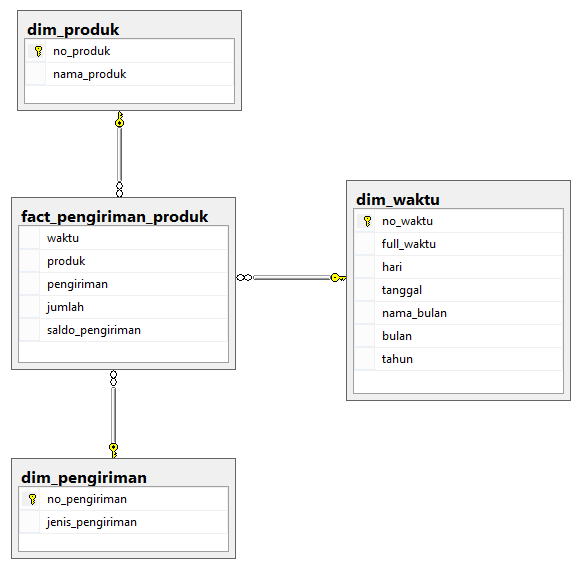 dim_produk
no_produk
nama_produk
fact_pengiriman_produk
waktu
produk
pengiriman
jumlah
saldo_pengiriman
dim_waktu
no_waktu
full_waktu
hari
tanggal
nama_bulan
bulan
tahun
dim_pengiriman
no_pengiriman
jenis_pengiriman